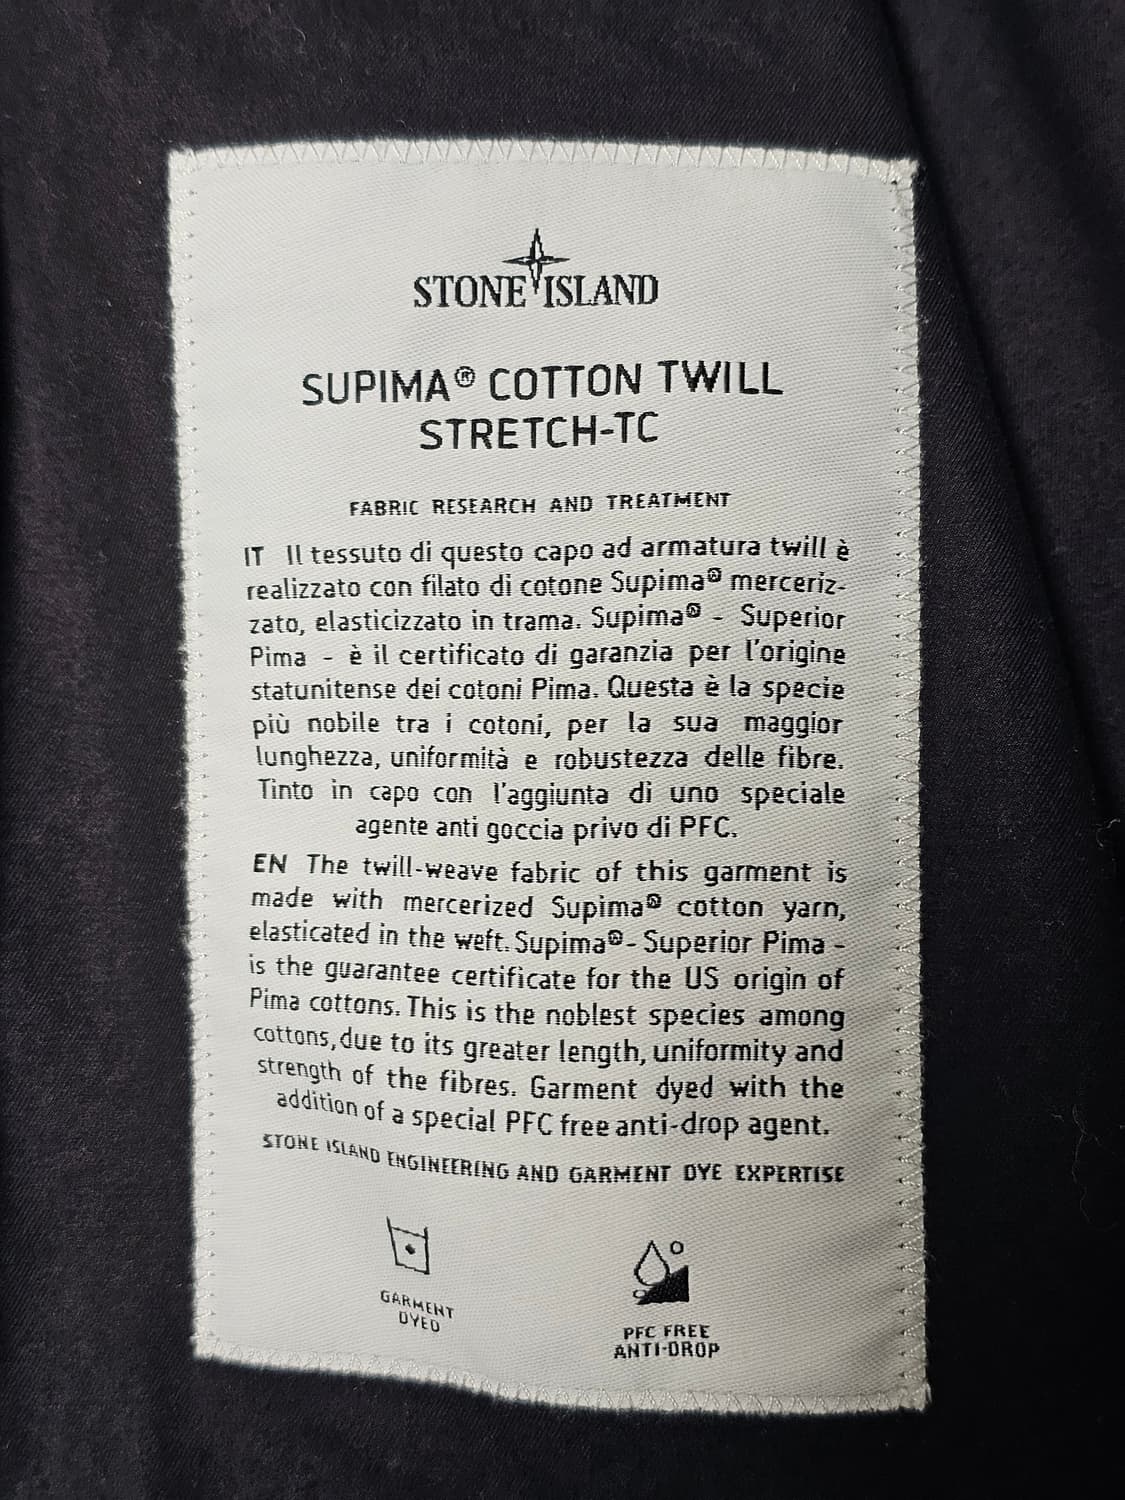 STONE ISLAND
SUPIMA® COTTON TWILL
STRETCH-TC
FABRIC RESEARCH AND TREATMENT
IT Il tessuto di questo capo ad armatura twill è
realizzato con filato di cotone Supima® merceriz-
zato, elasticizzato in trama. Supima® - Superior
Pima - è il certificato di garanzia per l'origine
statunitense dei cotoni Pima. Questa è la specie
più nobile tra i cotoni, per la sua maggior
lunghezza, uniformità e robustezza delle fibre.
Tinto in capo con l'aggiunta di uno speciale
agente anti goccia privo di PFC.
EN The twill-weave fabric of this garment is
made with mercerized Supima® cotton yarn,
elasticated in the weft. Supima® - Superior Pima -
is the guarantee certificate for the US origin of
Pima cottons. This is the noblest species among
cottons, due to its greater length, uniformity and
strength of the fibres. Garment dyed with the
addition of a special PFC free anti-drop agent.
STONE ISLAND ENGINEERING AND GARMENT DYE EXPERTISE
GARMENT
DYED
PFC FREE
ANTI-DROP